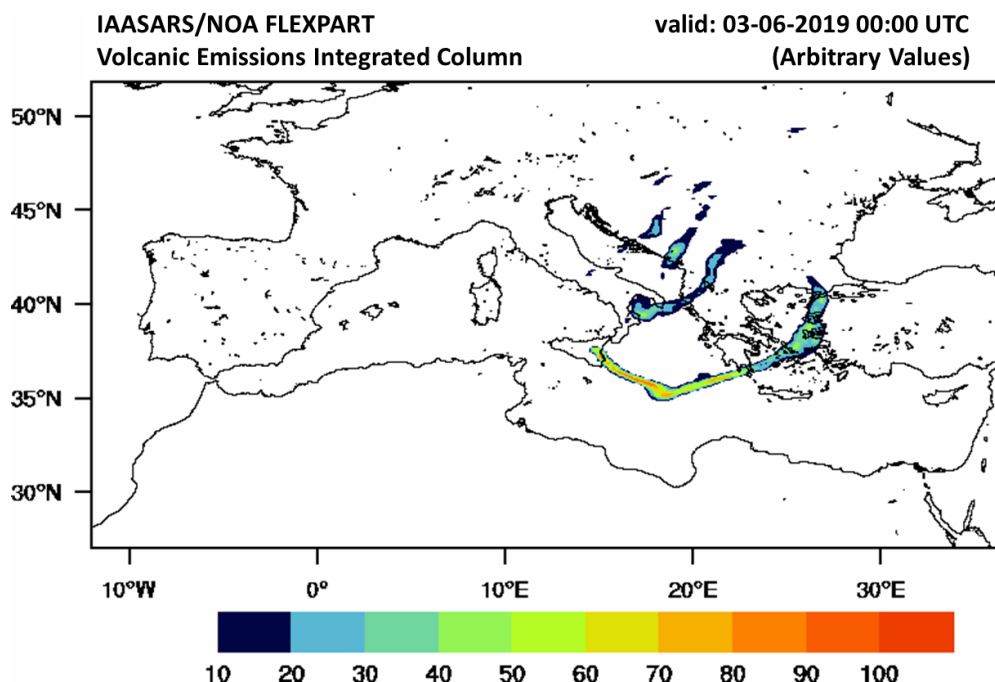 IAASARS/NOA FLEXPART
valid: 03-06-2019 00:00 UTC
Volcanic Emissions Integrated Column
(Arbitrary Values)
50°N
45°N
40°N
35°N
30°N
10°W 0° 10°E 20°E 30°E
10 20 30 40 50 60 70 80 90 100